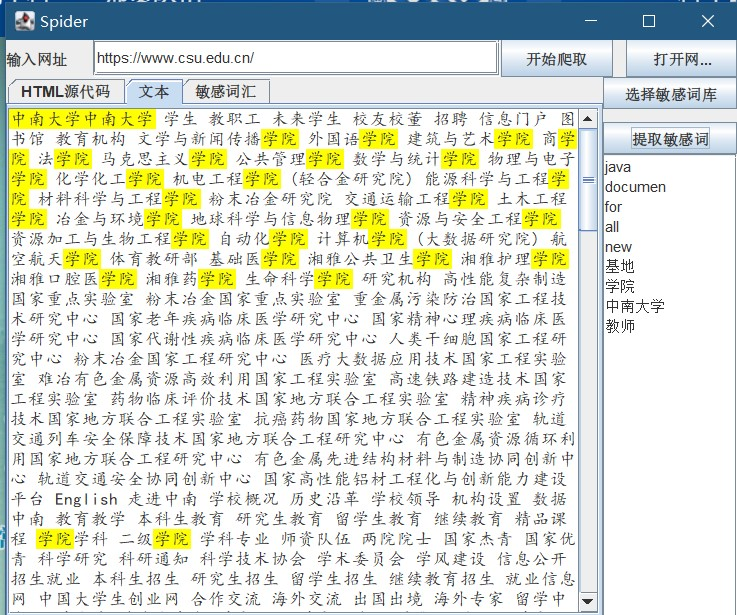 Spider
输入网址
https://www.csu.edu.cn/
开始爬取
打开网...
HTML源代码
文本
敏感词汇
选择敏感词库
提取敏感词
中南大学中南大学 学生 教职工 未来学生 校友校董 招聘 信息门户 图
书馆 教育机构 文学与新闻传播学院 外国语学院 建筑与艺术学院 商学
院 法学院 马克思主义学院 公共管理学院 数学与统计学院 物理与电子
学院 化学化工学院 机电工程学院 (轻合金研究院) 能源科学与工程学
院 材料科学与工程学院 粉末冶金研究院 交通运输工程学院 土木工程
学院 冶金与环境学院 地球科学与信息物理学院 资源与安全工程学院
资源加工与生物工程学院 自动化学院 计算机学院 (大数据研究院) 航
空航天学院 体育教研部 基础医学院 湘雅公共卫生学院 湘雅护理学院
湘雅口腔医学院 湘雅药学院 生命科学学院 研究机构 高性能复杂制造
国家重点实验室 粉末冶金国家重点实验室 重金属污染防治国家工程技
术研究中心 国家老年疾病临床医学研究中心 国家精神心理疾病临床医
学研究中心 国家代谢性疾病临床医学研究中心 人类干细胞国家工程研
究中心 粉末冶金国家工程研究中心 医疗大数据应用技术国家工程实验
室 难冶有色金属资源高效利用国家工程实验室 高速铁路建造技术国家
工程实验室 药物临床评价技术国家地方联合工程实验室 精神疾病诊疗
技术国家地方联合工程实验室 抗癌药物国家地方联合工程实验室 轨道
交通列车安全保障技术国家地方联合工程研究中心 有色金属资源循环利
用国家地方联合工程研究中心 有色金属先进结构材料与制造协同创新中
心 轨道交通安全协同创新中心 国家高性能铝材工程化与创新能力建设
平台 English 走进中南 学校概况 历史沿革 学校领导 机构设置 数据
中南 教育教学 本科生教育 研究生教育 留学生教育 继续教育 精品课
程 学院学科 二级学院 学科专业 师资队伍 两院院士 国家杰青 国家优
青 科学研究 科研通知 科学技术协会 学术委员会 学风建设 信息公开
招生就业 本科生招生 研究生招生 留学生招生 继续教育招生 就业信息
网 中国大学生创业网 合作交流 海外交流 出国出境 海外专家 留学中
java
documen
for
all
new
基地
学院
中南大学
教师